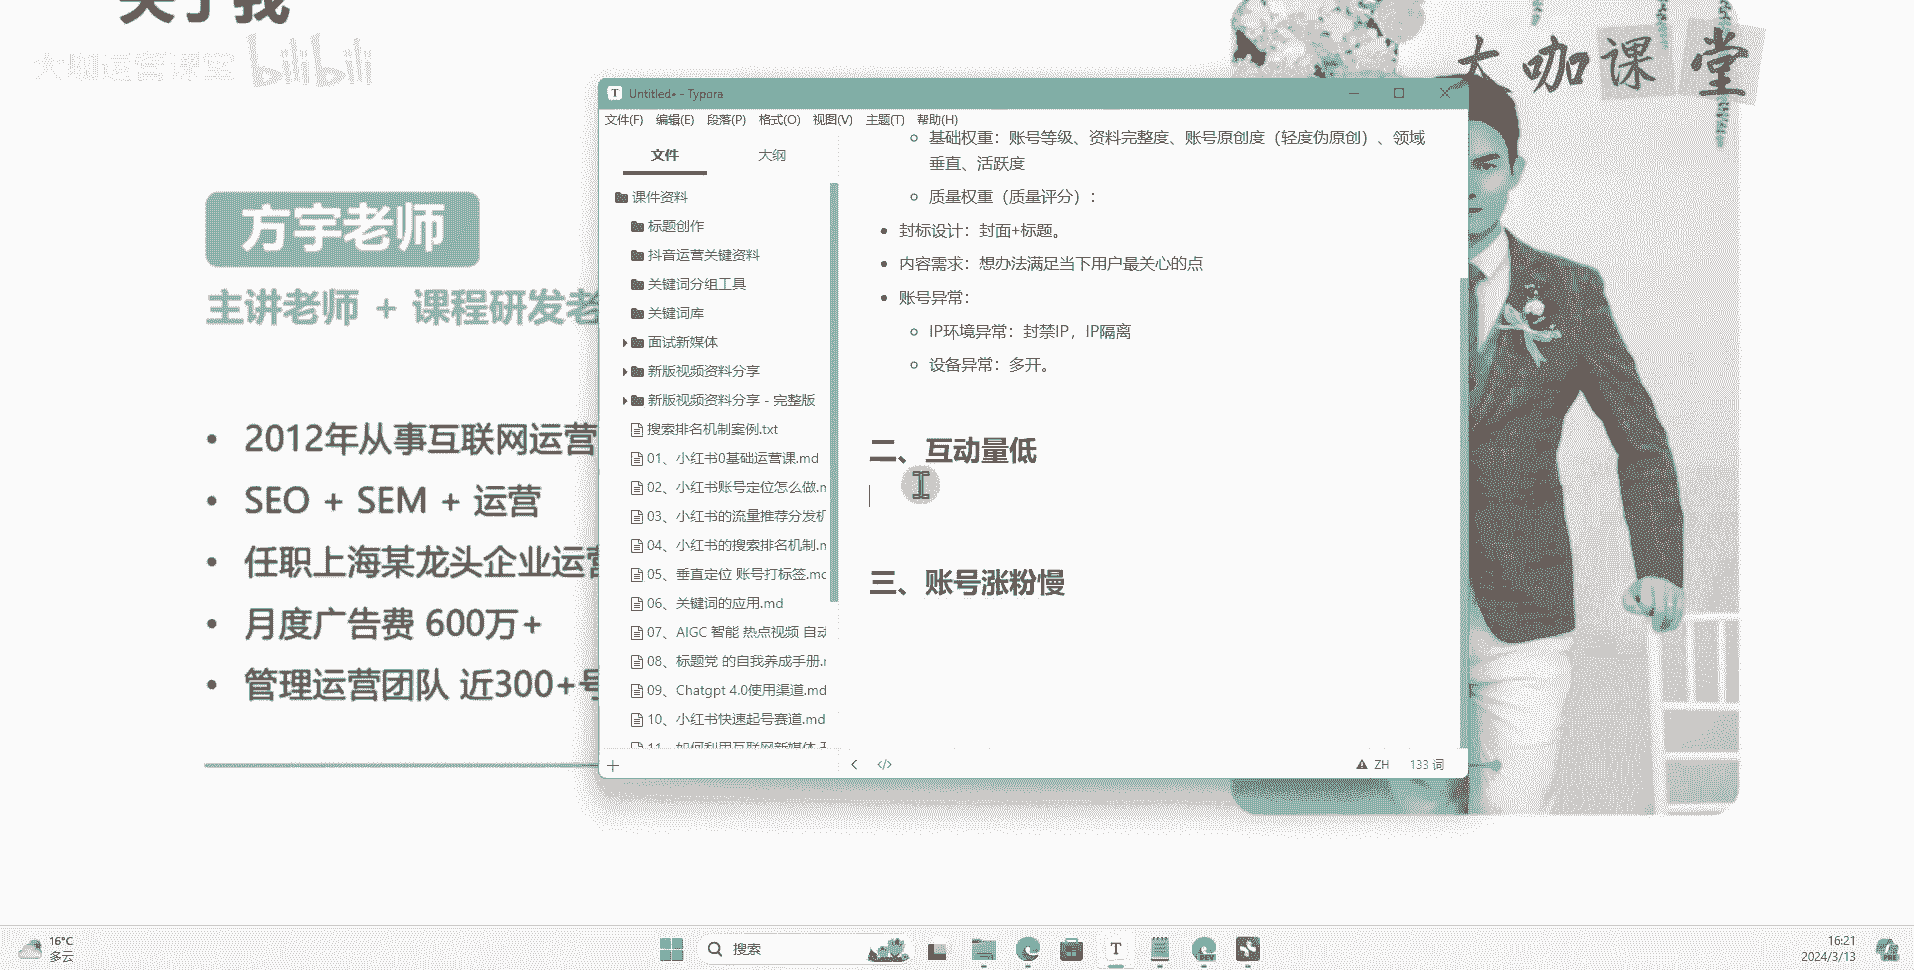 关于我
大咖运营课堂 bilibili
大咖课堂
方宇老师
主讲老师 + 课程研发老
2012年从事互联网运营
SEO + SEM + 运营
任职上海某龙头企业运营
月度广告费 600万+
管理运营团队 近300+号
Untitled• - Typora
文件(F) 编辑(E) 段落(P) 格式(O) 视图(V) 主题(T) 帮助(H)
文件 大纲
课件资料
标题创作
抖音运营关键资料
关键词分组工具
关键词库
面试新媒体
新版视频资料分享
新版视频资料分享 - 完整版
搜索排名机制案例.txt
01、小红书0基础运营课.md
02、小红书账号定位怎么做.m
03、小红书的流量推荐分发机
04、小红书的搜索排名机制.m
05、垂直定位 账号打标签.md
06、关键词的应用.md
07、AIGC 智能 热点视频 自动
08、标题党 的自我养成手册.m
09、Chatgpt 4.0使用渠道.md
10、小红书快速起号赛道.md
11、如何利用互联网新媒体
基础权重：账号等级、资料完整度、账号原创度（轻度伪原创）、领域
垂直、活跃度
质量权重（质量评分）：
封标设计：封面+标题。
内容需求：想办法满足当下用户最关心的点
账号异常：
IP环境异常：封禁IP，IP隔离
设备异常：多开。
二、互动量低
三、账号涨粉慢
ZH 133 词
16°C
多云
搜索
T
DEV
16:21
2024/3/13
PRE